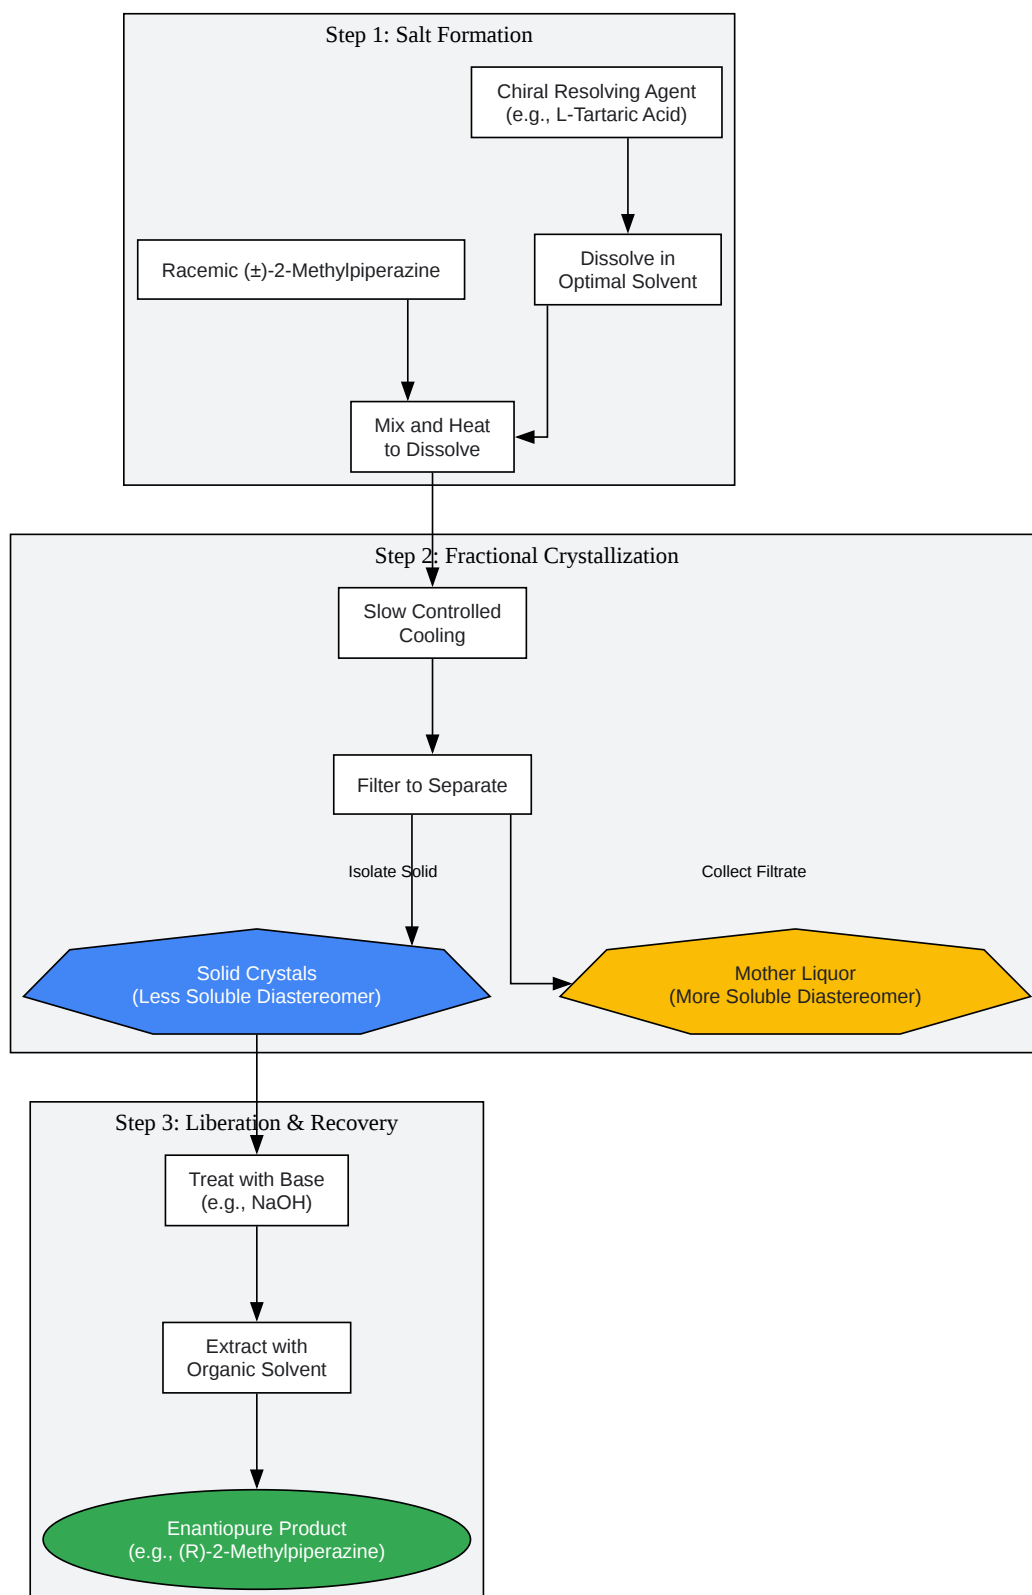 Step 1: Salt Formation
Chiral Resolving Agent
(e.g., L-Tartaric Acid)
Racemic (±)-2-Methylpiperazine
Dissolve in
Optimal Solvent
Mix and Heat
to Dissolve
Step 2: Fractional Crystallization
Slow Controlled
Cooling
Filter to Separate
Isolate Solid
Collect Filtrate
Solid Crystals
(Less Soluble Diastereomer)
Mother Liquor
(More Soluble Diastereomer)
Step 3: Liberation & Recovery
Treat with Base
(e.g., NaOH)
Extract with
Organic Solvent
Enantiopure Product
(e.g., (R)-2-Methylpiperazine)